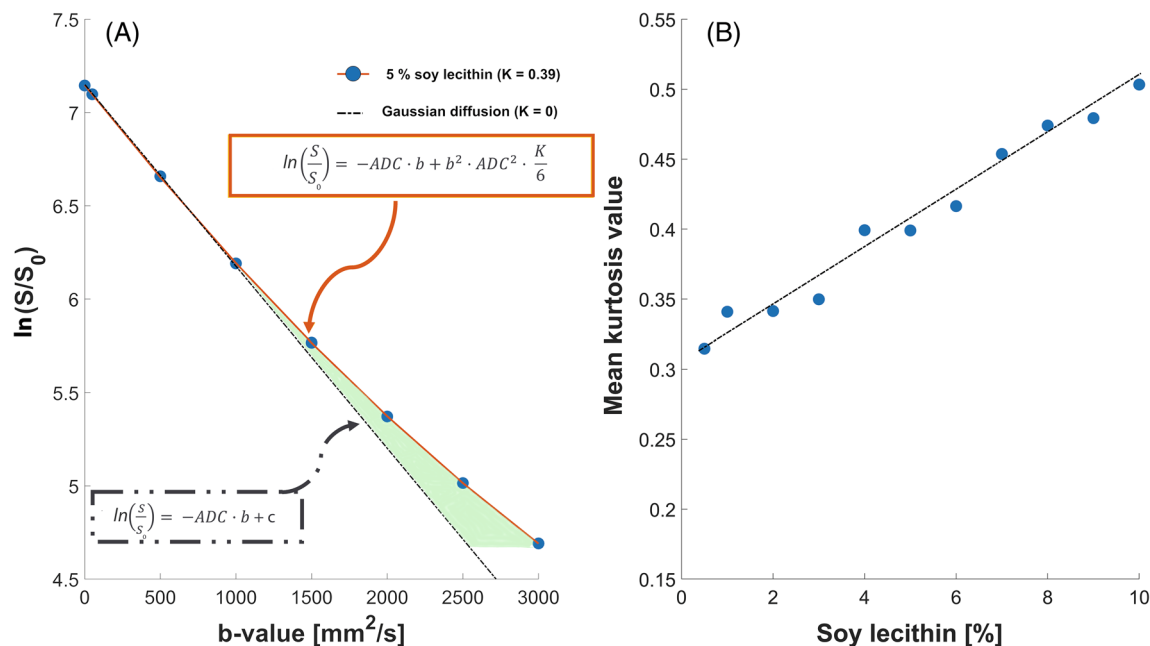 (A)
7.5
7
6.5
6
5.5
5
4.5
ln(S/S₀)
5 % soy lecithin (K = 0.39)
Gaussian diffusion (K = 0)
ln(S/S₀) = −ADC · b + b² · ADC² · K/6
ln(s/s₀) = −ADC · b + c
0 500 1000 1500 2000 2500 3000
b-value [mm²/s]
(B)
0.55
0.5
0.45
0.4
0.35
0.3
0.25
0.2
0.15
Mean kurtosis value
0 2 4 6 8 10
Soy lecithin [%]